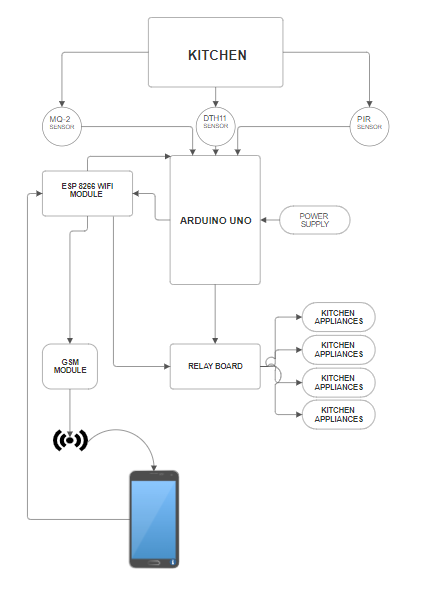 KITCHEN
MQ-2
SENSOR
DTH11
SENSOR
PIR
SENSOR
ESP 8266 WIFI
MODULE
ARDUINO UNO
POWER
SUPPLY
KITCHEN
APPLIANCES
KITCHEN
APPLIANCES
GSM
MODULE
RELAY BOARD
KITCHEN
APPLIANCES
KITCHEN
APPLIANCES